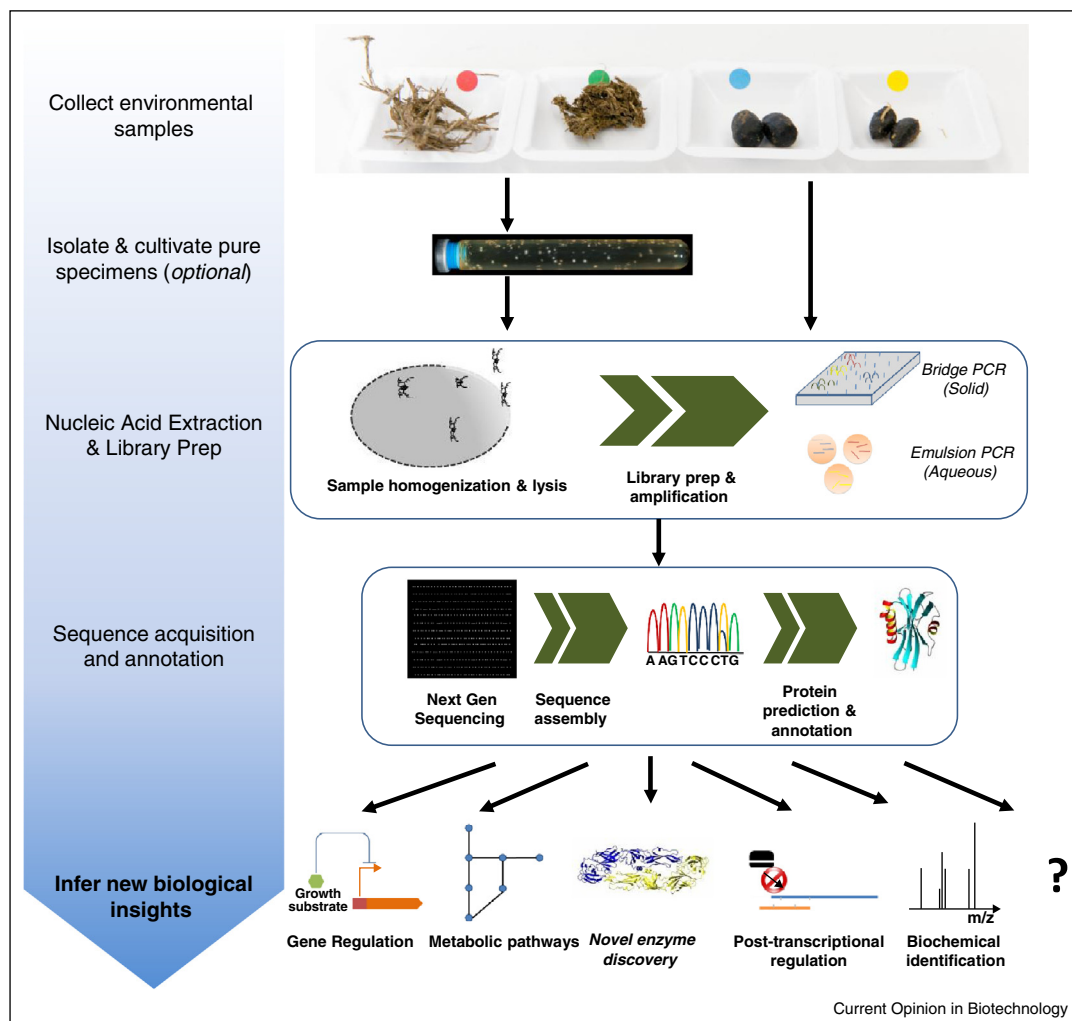 Collect environmental
samples
Isolate & cultivate pure
specimens (optional)
Nucleic Acid Extraction
& Library Prep
Bridge PCR
(Solid)
Emulsion PCR
(Aqueous)
Sample homogenization & lysis
Library prep &
amplification
Sequence acquisition
and annotation
A AGTCCCTG
Next Gen
Sequencing
Sequence
assembly
Protein
prediction &
annotation
Infer new biological
insights
Growth
substrate
Gene Regulation
Metabolic pathways
Novel enzyme
discovery
Post-transcriptional
regulation
m/z
Biochemical
identification
?
Current Opinion in Biotechnology